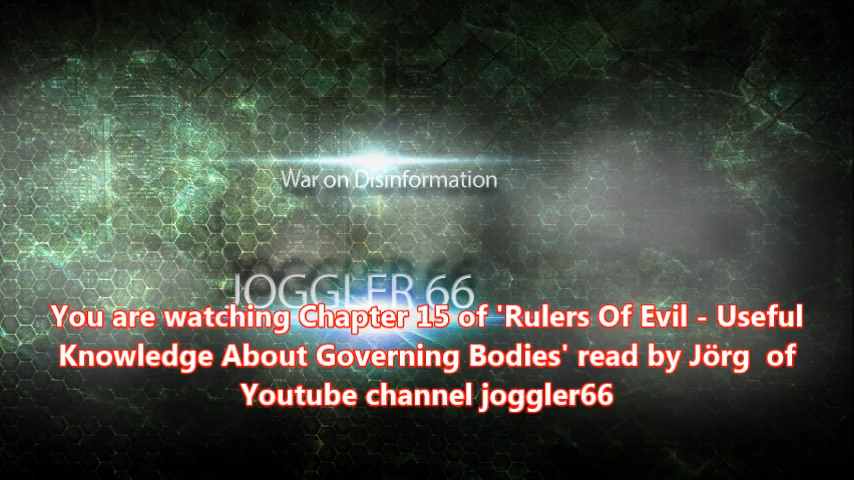 War on Disinformation
JOGGLER 66
You are watching Chapter 15 of 'Rulers Of Evil - Useful
Knowledge About Governing Bodies' read by Jörg of
Youtube channel joggler66